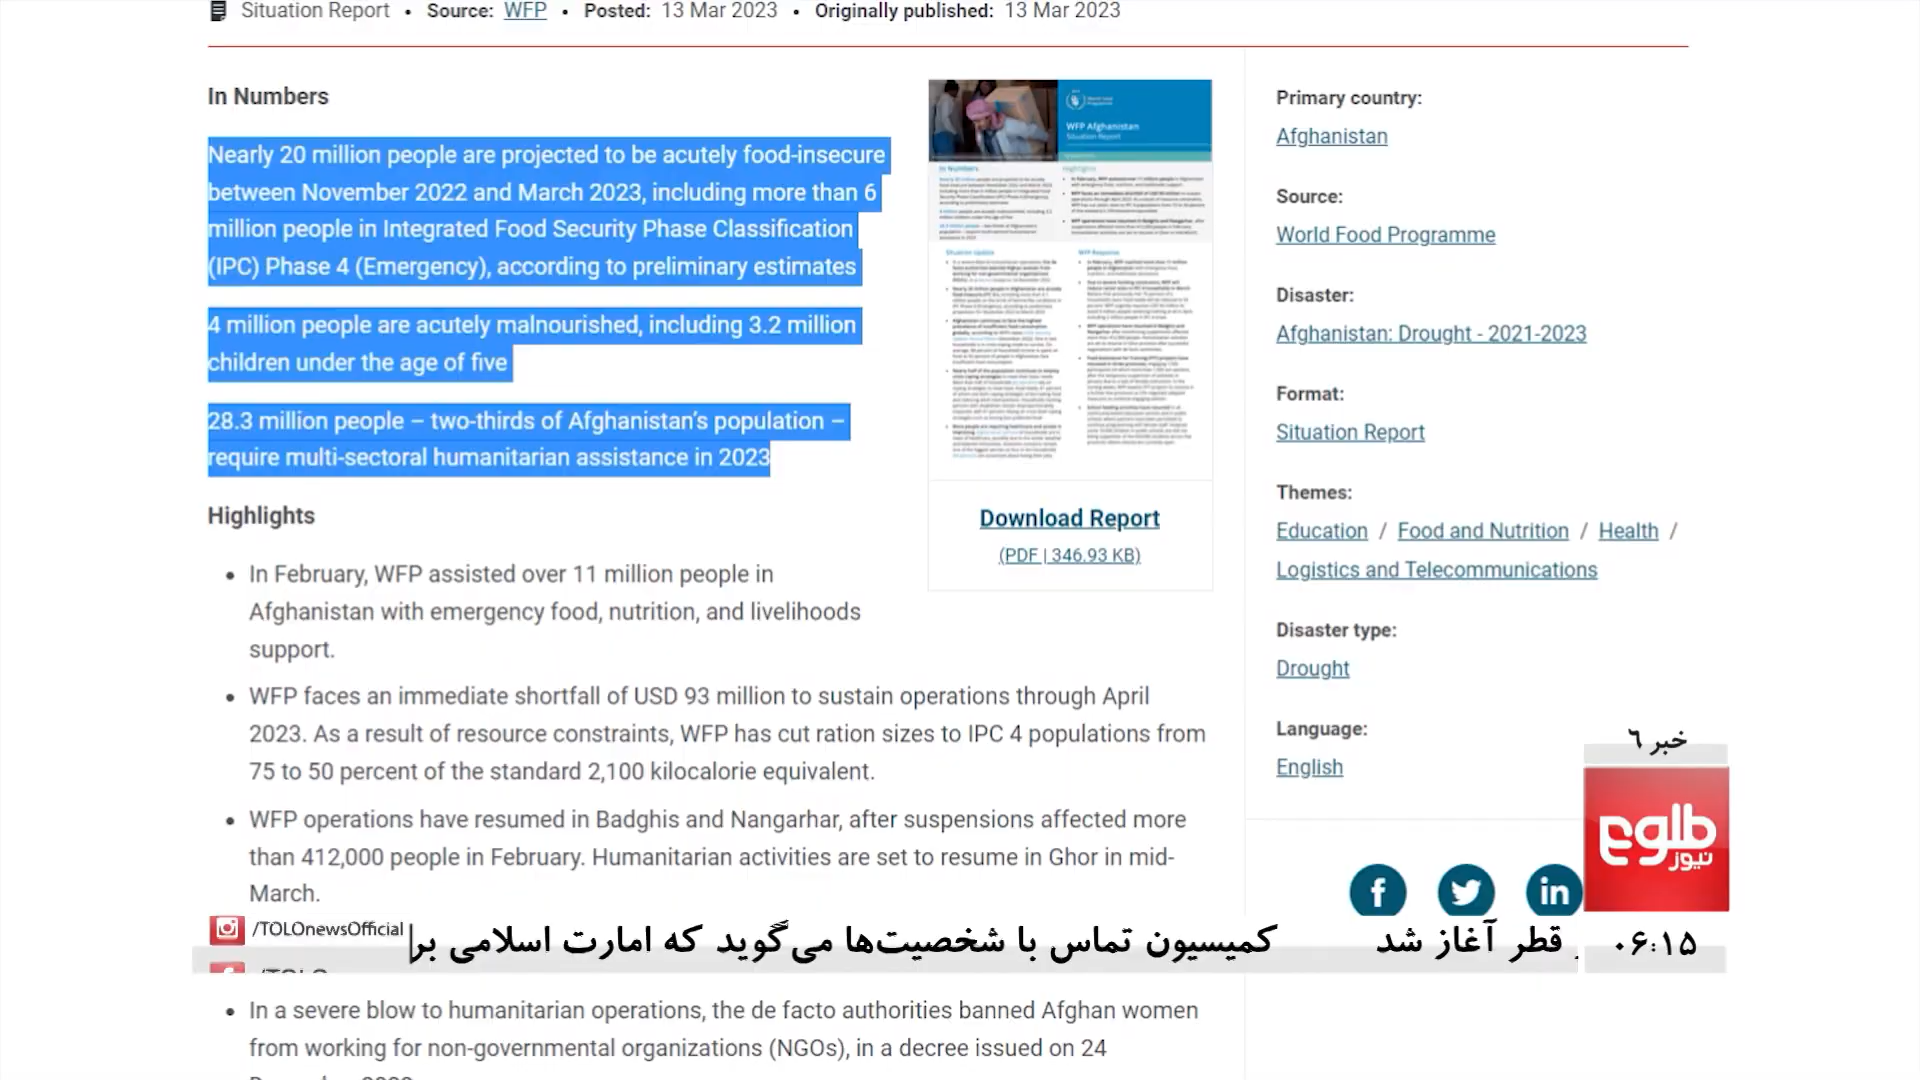 Situation Report • Source: WFP • Posted: 13 Mar 2023 • Originally published: 13 Mar 2023
In Numbers
Nearly 20 million people are projected to be acutely food-insecure
between November 2022 and March 2023, including more than 6
million people in Integrated Food Security Phase Classification
(IPC) Phase 4 (Emergency), according to preliminary estimates
4 million people are acutely malnourished, including 3.2 million
children under the age of five
28.3 million people – two-thirds of Afghanistan’s population –
require multi-sectoral humanitarian assistance in 2023
WFP Afghanistan
Situation Report
In Numbers
Highlights
Situation Update
WFP Response
Download Report
(PDF | 346.93 KB)
Highlights
• In February, WFP assisted over 11 million people in
Afghanistan with emergency food, nutrition, and livelihoods
support.
• WFP faces an immediate shortfall of USD 93 million to sustain operations through April
2023. As a result of resource constraints, WFP has cut ration sizes to IPC 4 populations from
75 to 50 percent of the standard 2,100 kilocalorie equivalent.
• WFP operations have resumed in Badghis and Nangarhar, after suspensions affected more
than 412,000 people in February. Humanitarian activities are set to resume in Ghor in mid-
March.
• In a severe blow to humanitarian operations, the de facto authorities banned Afghan women
from working for non-governmental organizations (NGOs), in a decree issued on 24
Primary country:
Afghanistan
Source:
World Food Programme
Disaster:
Afghanistan: Drought - 2021-2023
Format:
Situation Report
Themes:
Education / Food and Nutrition / Health /
Logistics and Telecommunications
Disaster type:
Drought
Language:
English
خبر ٦
طلوع
نیوز
/TOLOnewsOfficial
قطر آغاز شد
کمیسیون تماس با شخصیت‌ها می‌گوید که امارت اسلامی بر
۰۶:۱۵